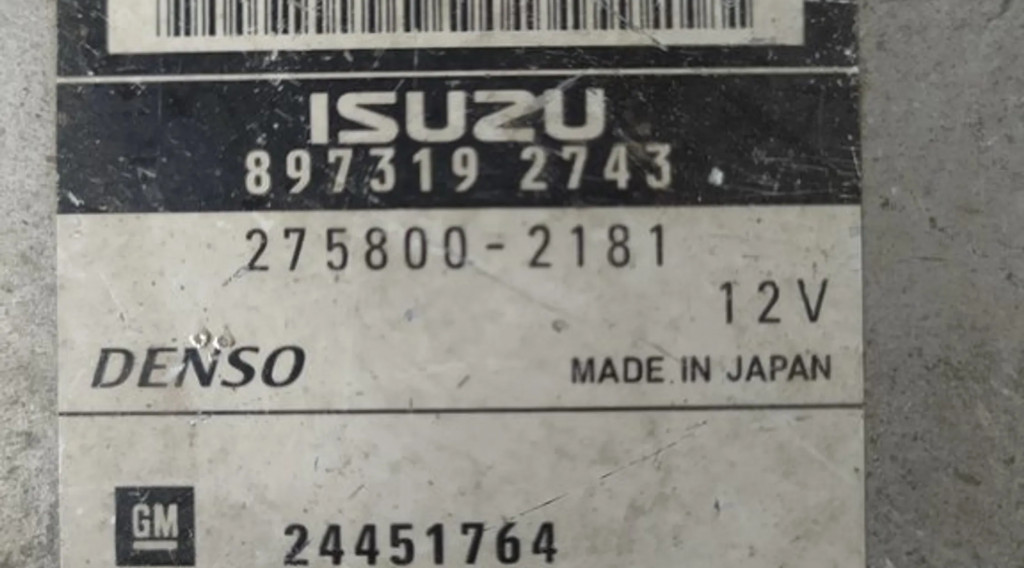 ISUZU
897319 2743
275800-2181
12V
DENSO MADE IN JAPAN
GM 24451764